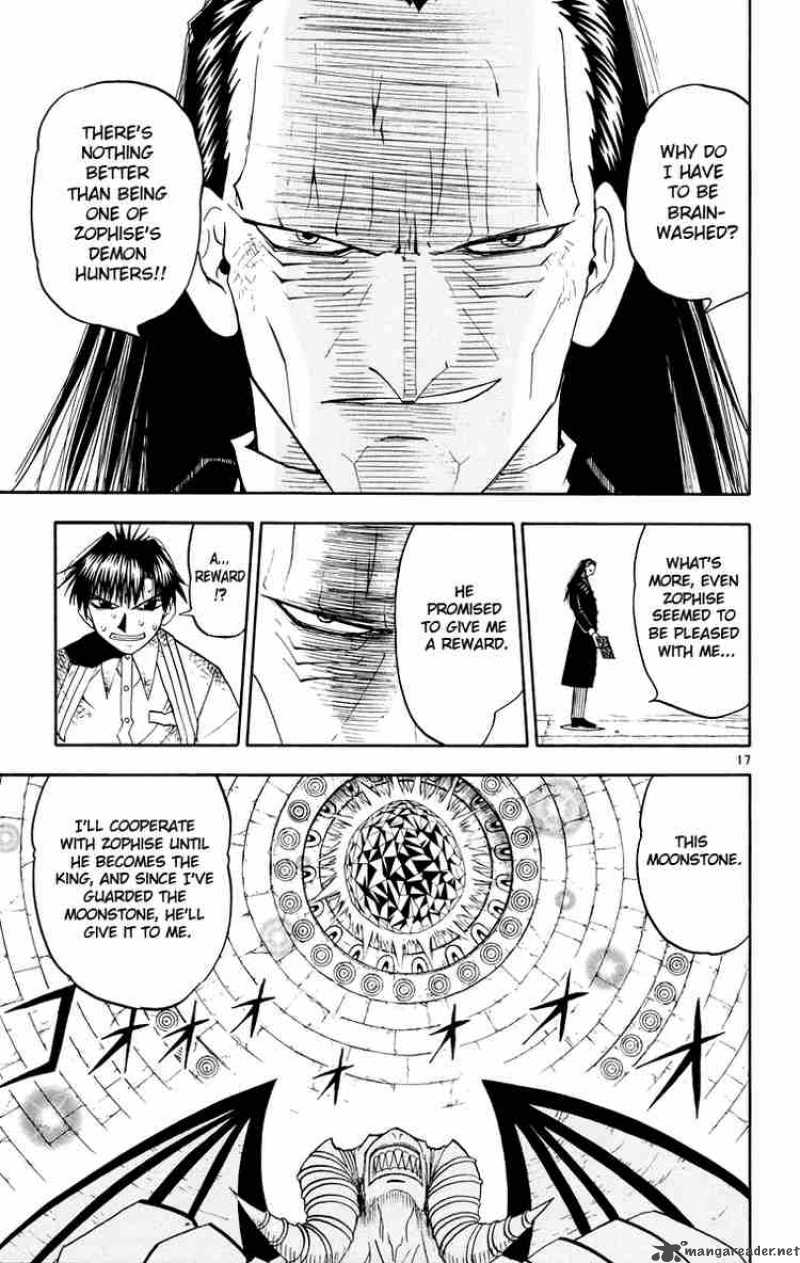 WHY DO
I HAVE
TO BE
BRAIN-
WASHED?
THERE'S
NOTHING
BETTER
THAN BEING
ONE OF
ZOPHISE'S
DEMON
HUNTERS!!
WHAT'S
MORE, EVEN
ZOPHISE
SEEMED TO
BE PLEASED
WITH ME...
HE
PROMISED
TO GIVE ME
A REWARD.
A...
REWARD
!?
17
THIS
MOONSTONE.
I'LL COOPERATE
WITH ZOPHISE UNTIL
HE BECOMES THE
KING, AND SINCE I'VE
GUARDED THE
MOONSTONE, HE'LL
GIVE IT TO ME.
mangareader.net